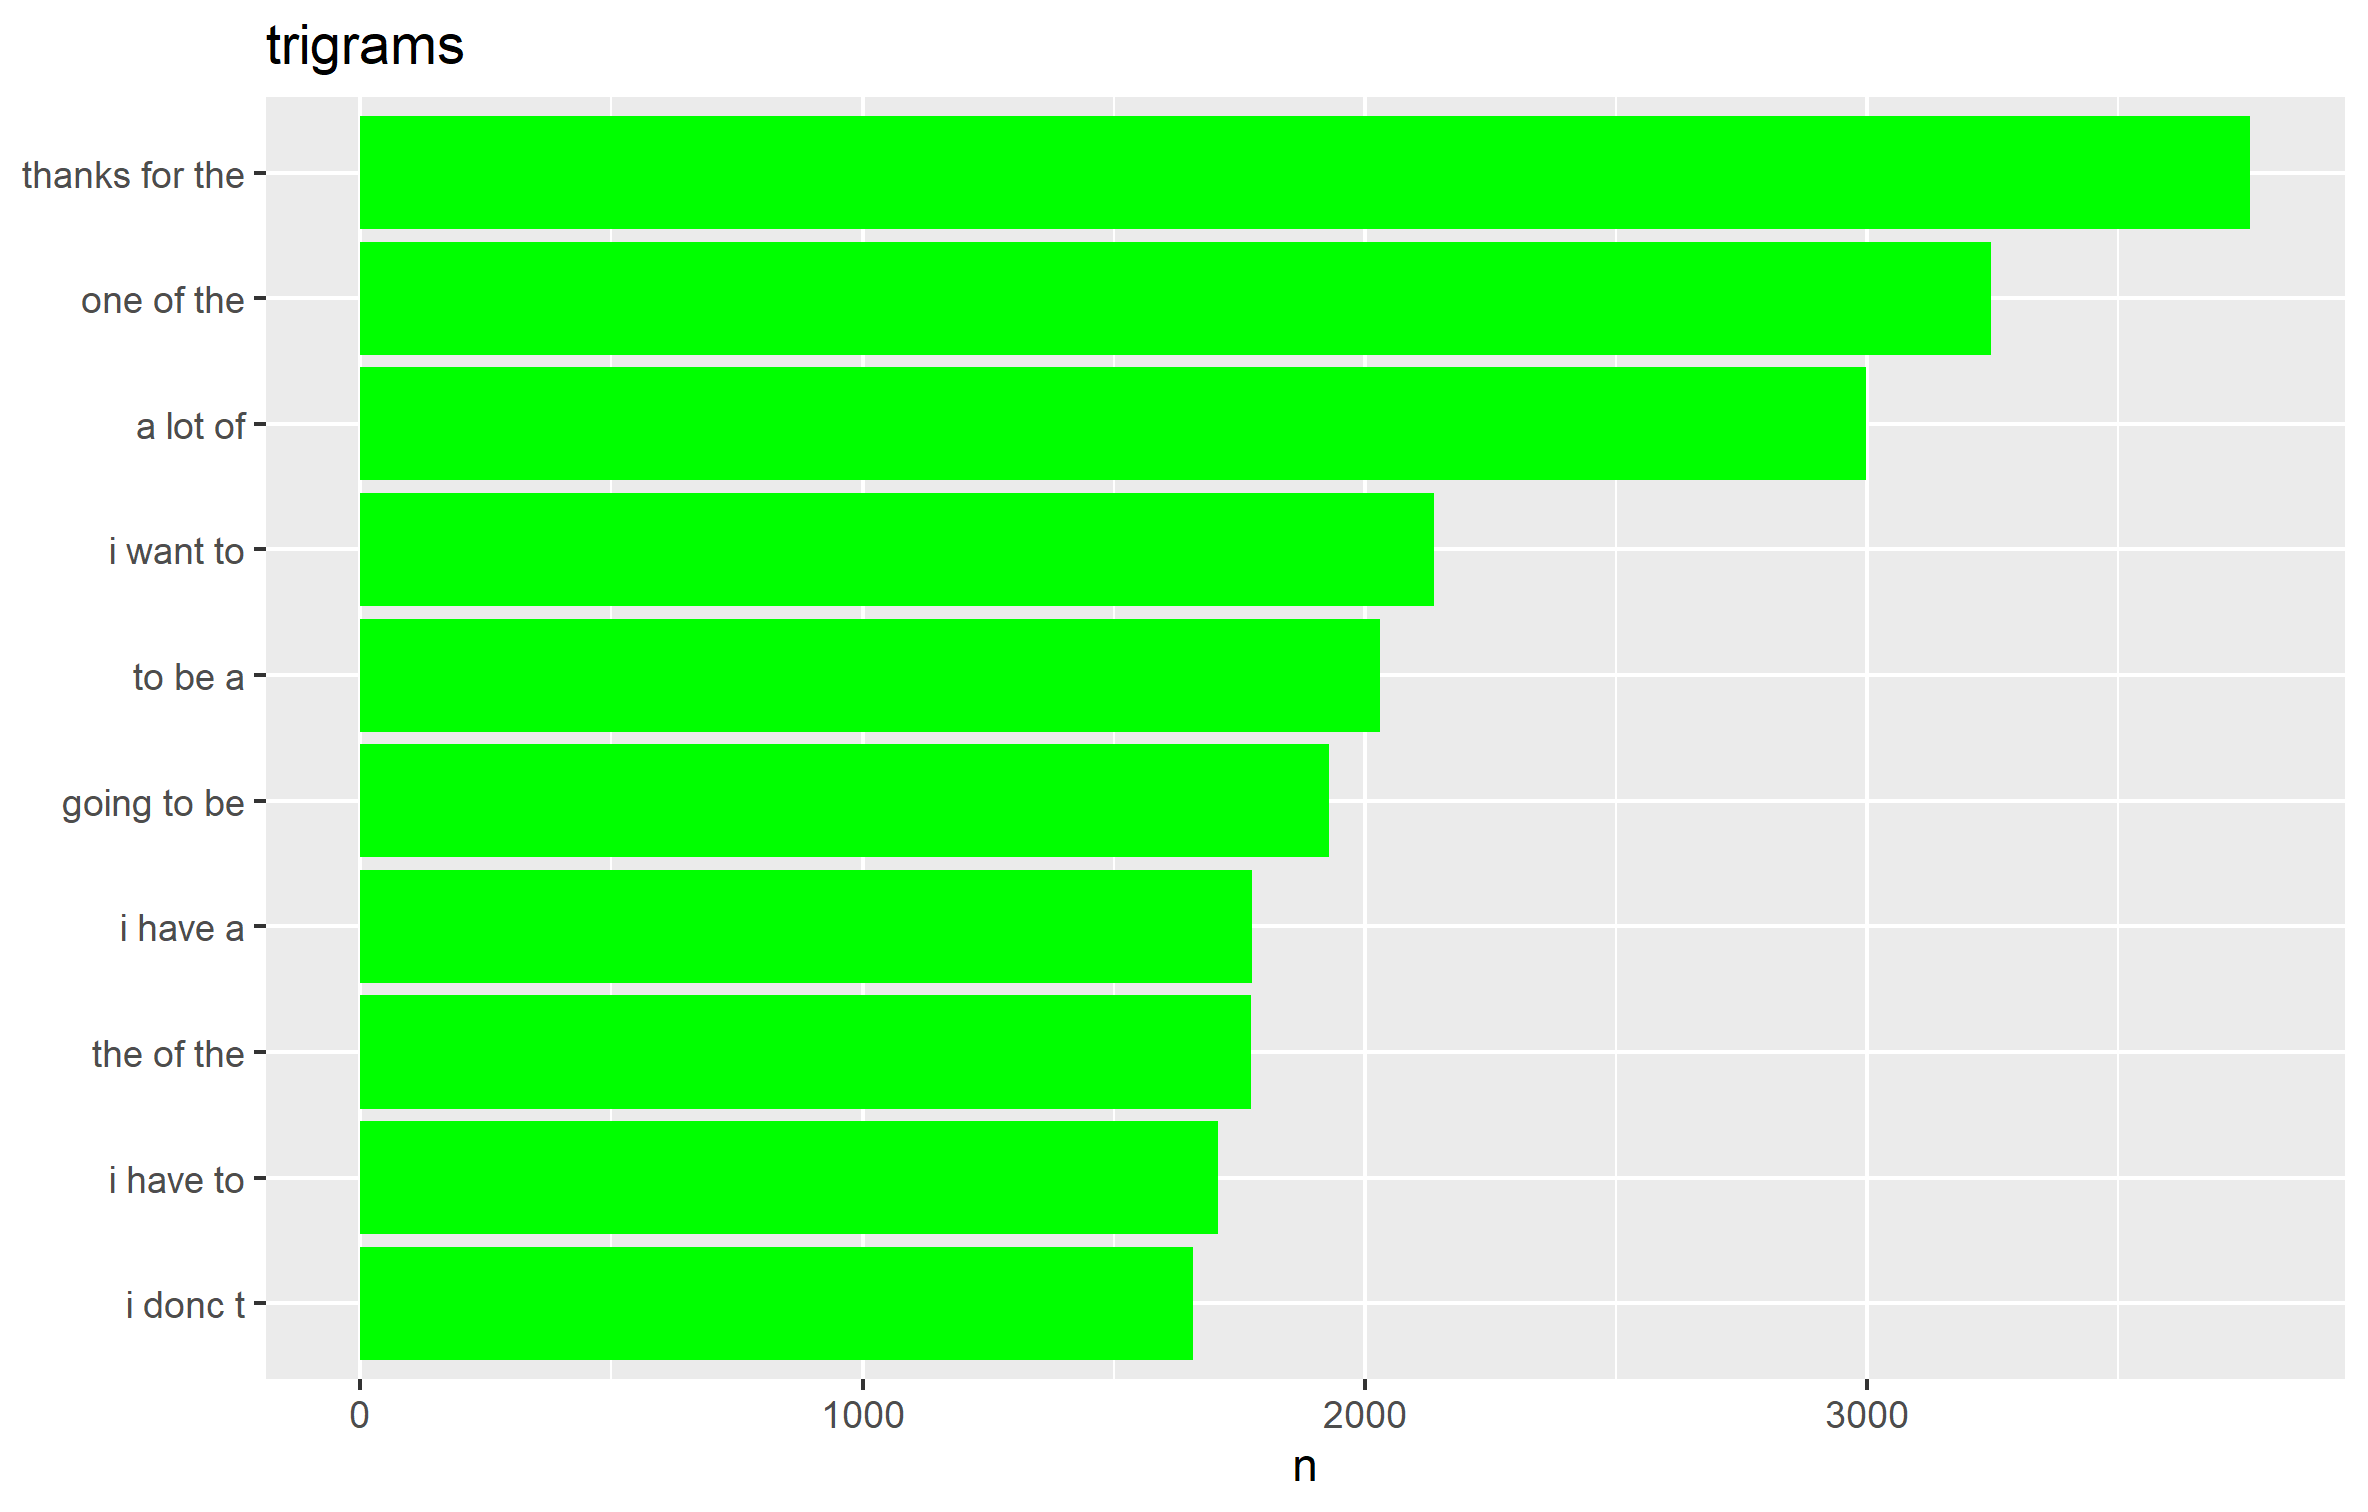 trigrams
thanks for the
one of the
a lot of
i want to
to be a
going to be
i have a
the of the
i have to
i donc t
0 1000 2000 3000
n